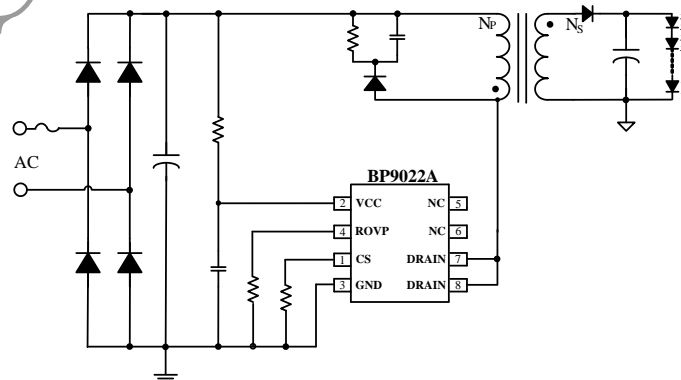 NP
NS
AC
BP9022A
2 VCC NC 5
4 ROVP NC 6
1 CS DRAIN 7
3 GND DRAIN 8